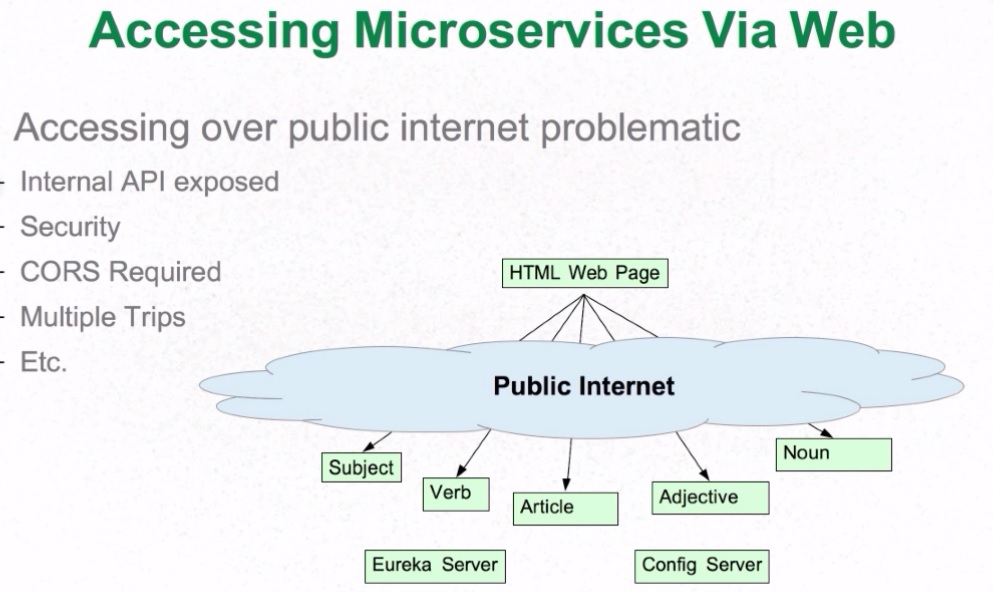 Accessing Microservices Via Web
Accessing over public internet problematic
- Internal API exposed
- Security
- CORS Required
- Multiple Trips
- Etc.
HTML Web Page
Public Internet
Subject
Verb
Article
Adjective
Noun
Eureka Server
Config Server